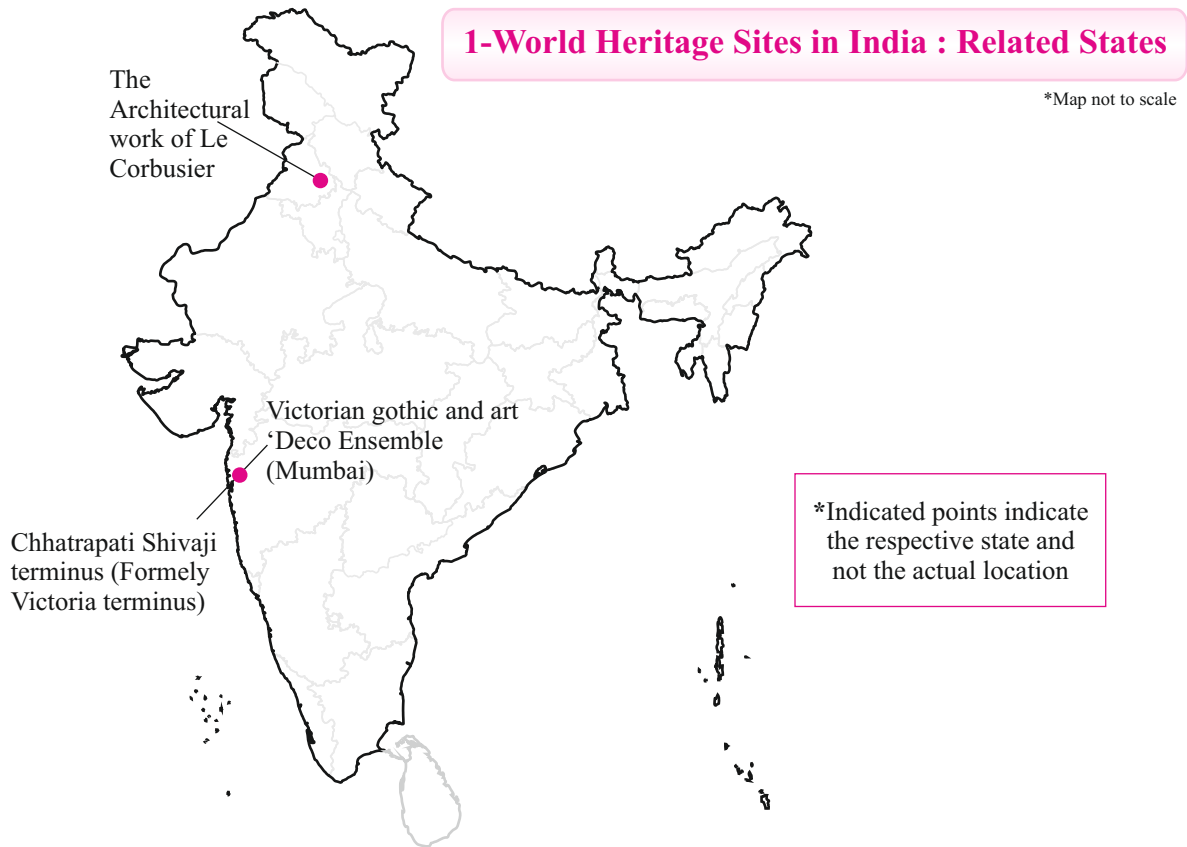 1-World Heritage Sites in India : Related States
*Map not to scale
The
Architectural
work of Le
Corbusier
Victorian gothic and art
‘Deco Ensemble
(Mumbai)
Chhatrapati Shivaji
terminus (Formely
Victoria terminus)
*Indicated points indicate
the respective state and
not the actual location